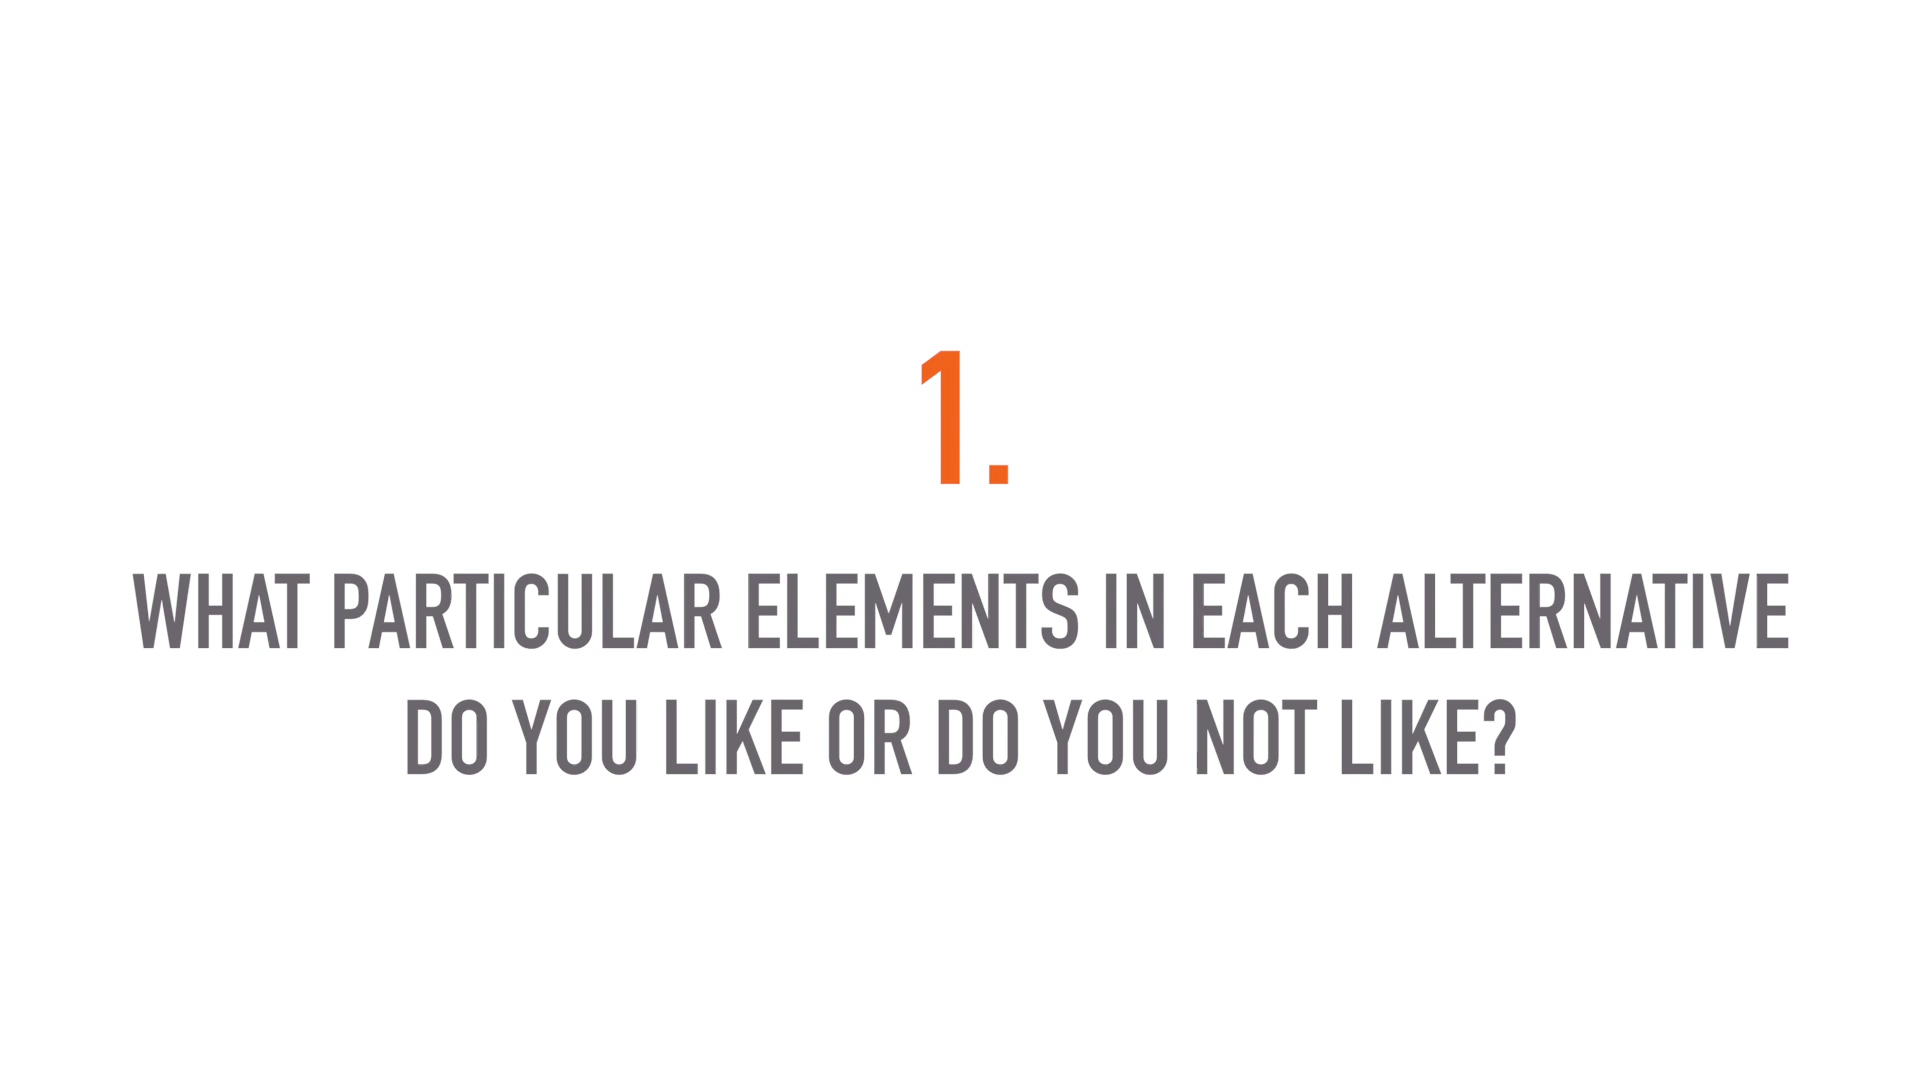 1.
WHAT PARTICULAR ELEMENTS IN EACH ALTERNATIVE
DO YOU LIKE OR DO YOU NOT LIKE?